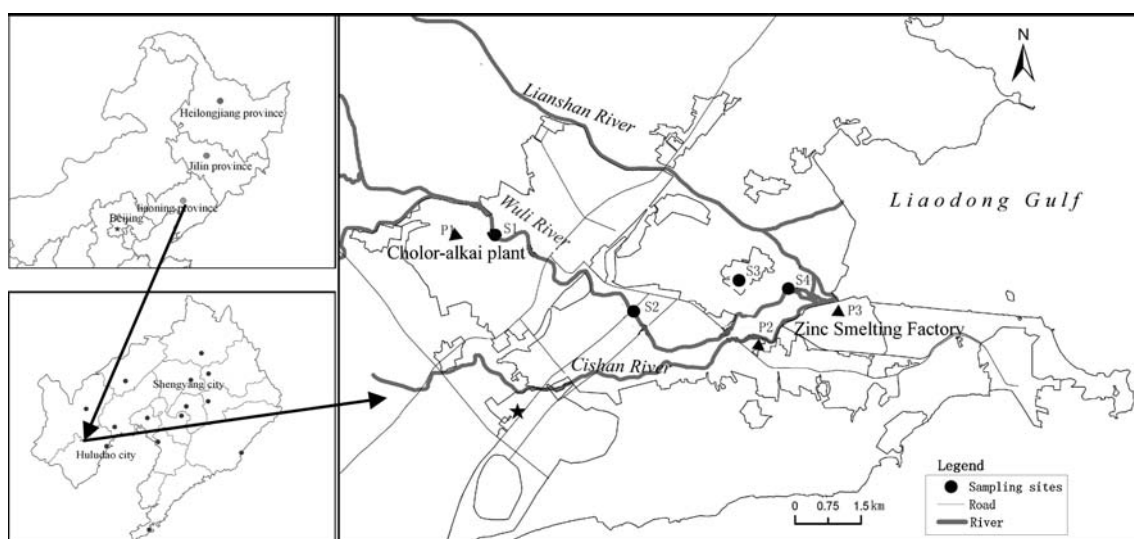 Heilongjiang province
Jilin province
liaoning province
Beijing
Shengyang city
Huludao city
N
Lianshan River
Liaodong Gulf
Wuli River
P1
S1
Cholor-alkai plant
S3
S4
S2
P3
P2
Zinc Smelting Factory
Cishan River
Legend
Sampling sites
Road
River
0 0.75 1.5 km